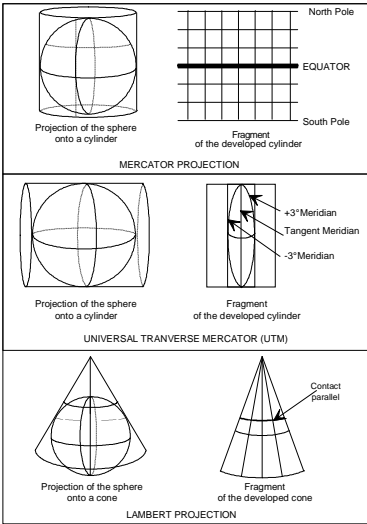 North Pole
EQUATOR
South Pole
Projection of the sphere
onto a cylinder
Fragment
of the developed cylinder
MERCATOR PROJECTION
+3°Meridian
Tangent Meridian
-3°Meridian
Projection of the sphere
onto a cylinder
Fragment
of the developed cylinder
UNIVERSAL TRANVERSE MERCATOR (UTM)
Contact
parallel
Projection of the sphere
onto a cone
Fragment
of the developed cone
LAMBERT PROJECTION